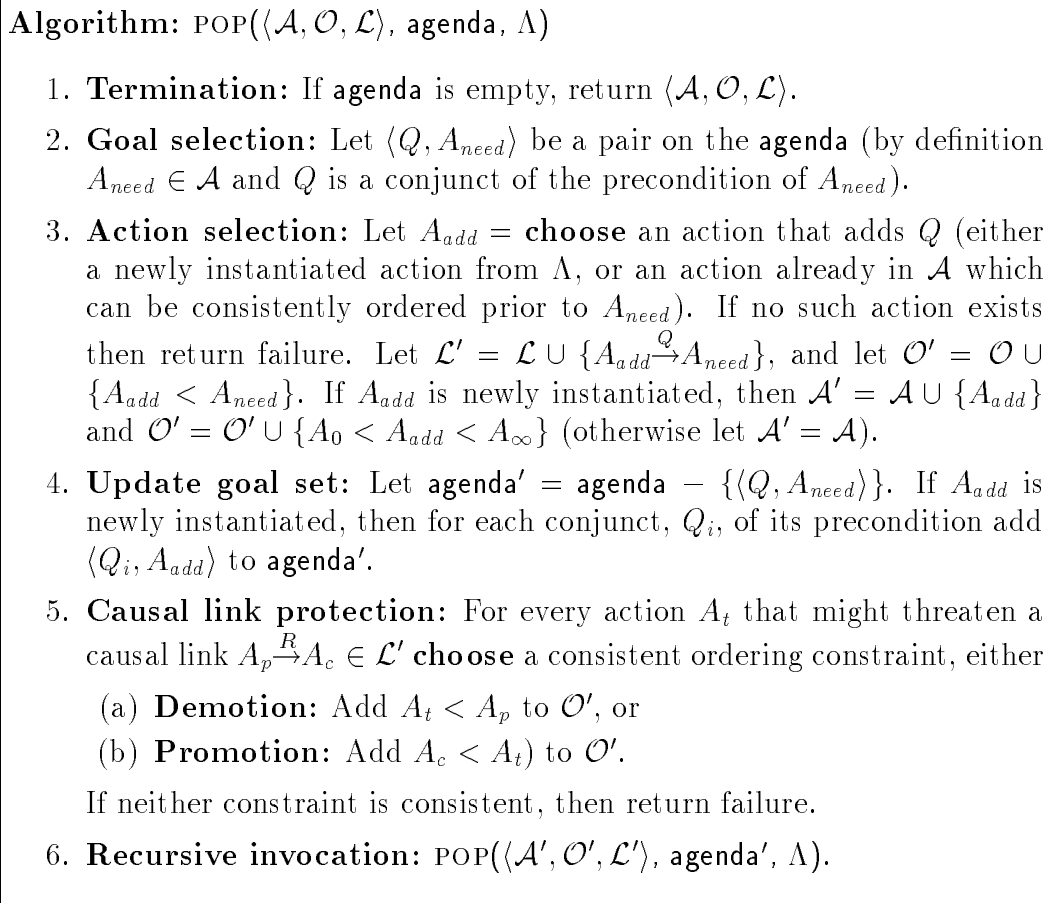 Algorithm: POP(⟨𝒜, 𝒪, ℒ⟩, agenda, Λ)
1. Termination: If agenda is empty, return ⟨𝒜, 𝒪, ℒ⟩.
2. Goal selection: Let ⟨Q, A_need⟩ be a pair on the agenda (by definition
A_need ∈ 𝒜 and Q is a conjunct of the precondition of A_need).
3. Action selection: Let A_add = choose an action that adds Q (either
a newly instantiated action from Λ, or an action already in 𝒜 which
can be consistently ordered prior to A_need). If no such action exists
then return failure. Let ℒ′ = ℒ ∪ {A_add →^Q A_need}, and let 𝒪′ = 𝒪 ∪
{A_add < A_need}. If A_add is newly instantiated, then 𝒜′ = 𝒜 ∪ {A_add}
and 𝒪′ = 𝒪′ ∪ {A_0 < A_add < A_∞} (otherwise let 𝒜′ = 𝒜).
4. Update goal set: Let agenda′ = agenda − {⟨Q, A_need⟩}. If A_add is
newly instantiated, then for each conjunct, Q_i, of its precondition add
⟨Q_i, A_add⟩ to agenda′.
5. Causal link protection: For every action A_t that might threaten a
causal link A_p →^R A_c ∈ ℒ′ choose a consistent ordering constraint, either
(a) Demotion: Add A_t < A_p to 𝒪′, or
(b) Promotion: Add A_c < A_t) to 𝒪′.
If neither constraint is consistent, then return failure.
6. Recursive invocation: POP(⟨𝒜′, 𝒪′, ℒ′⟩, agenda′, Λ).